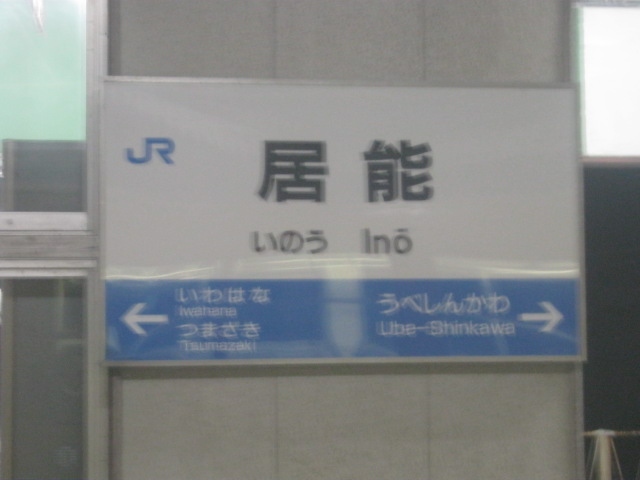 JR
居能
いのう Inō
いわはな
Iwahana
つまざき
Tsumazaki
うべしんかわ
Ube-Shinkawa